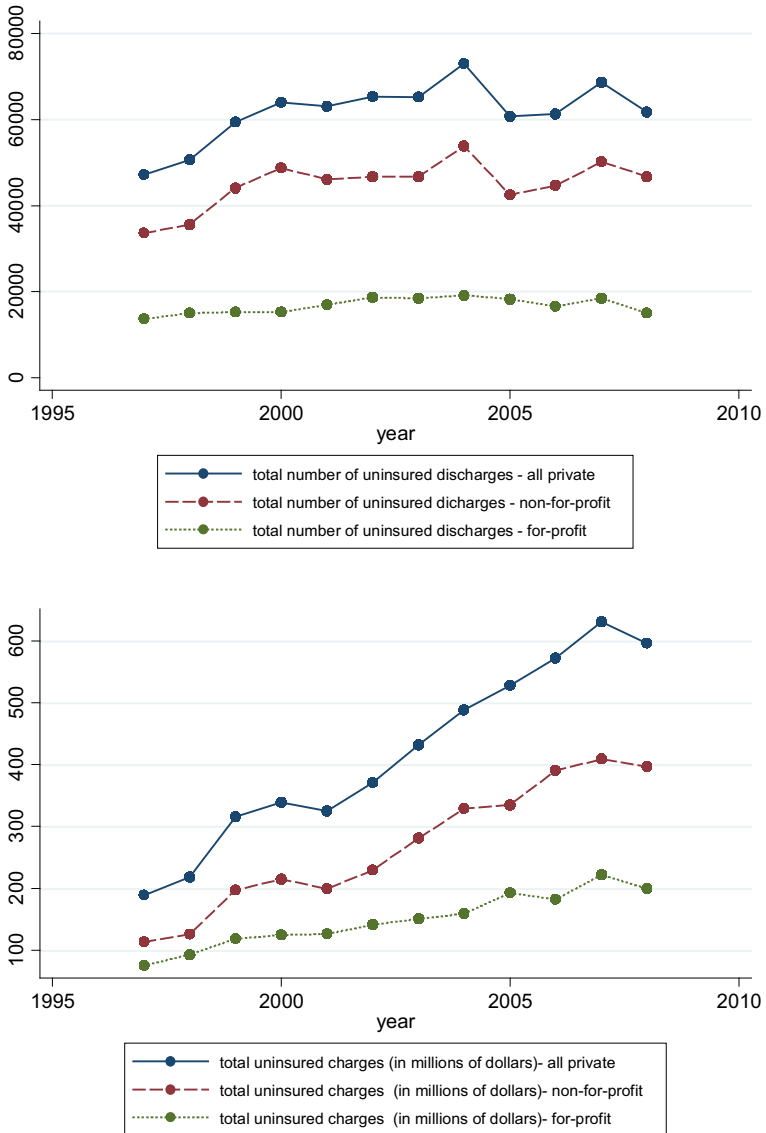 80000
60000
40000
20000
0
1995 2000 2005 2010
year
total number of uninsured discharges - all private
total number of uninsured dicharges - non-for-profit
total number of uninsured discharges - for-profit
600
500
400
300
200
100
1995 2000 2005 2010
year
total uninsured charges (in millions of dollars)- all private
total uninsured charges (in millions of dollars)- non-for-profit
total uninsured charges (in millions of dollars)- for-profit